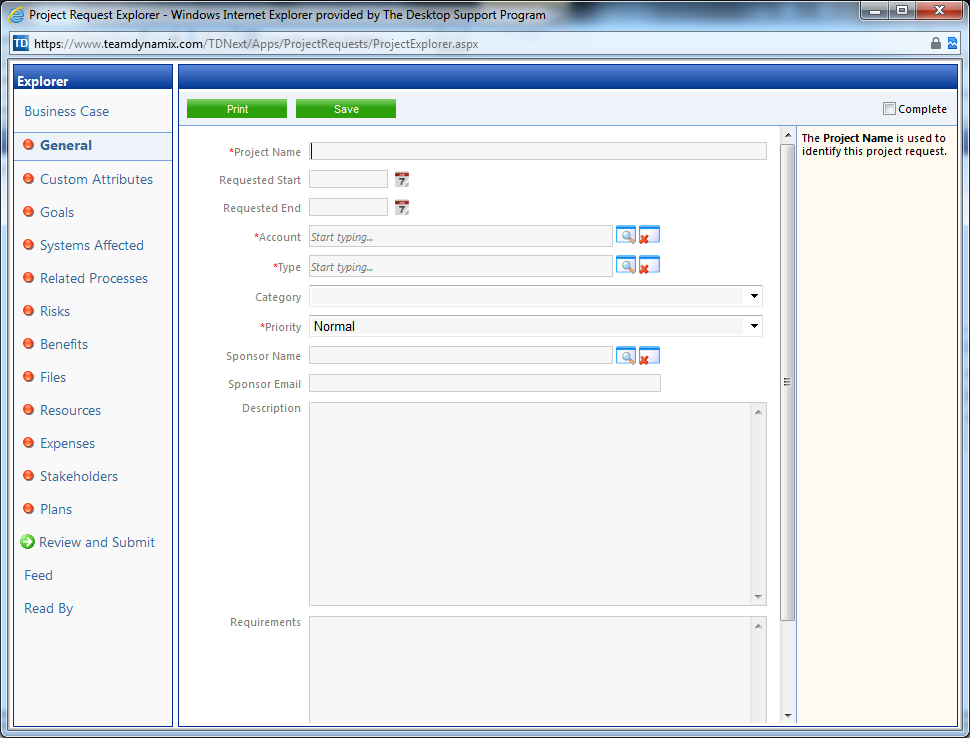 Project Request Explorer - Windows Internet Explorer provided by The Desktop Support Program
TD https://www.teamdynamix.com/TDNext/Apps/ProjectRequests/ProjectExplorer.aspx
Explorer
Business Case
General
Custom Attributes
Goals
Systems Affected
Related Processes
Risks
Benefits
Files
Resources
Expenses
Stakeholders
Plans
Review and Submit
Feed
Read By
Print Save
Complete
*Project Name
Requested Start
7
Requested End
7
*Account Start typing...
*Type Start typing...
Category
*Priority Normal
Sponsor Name
Sponsor Email
Description
Requirements
The Project Name is used to
identify this project request.